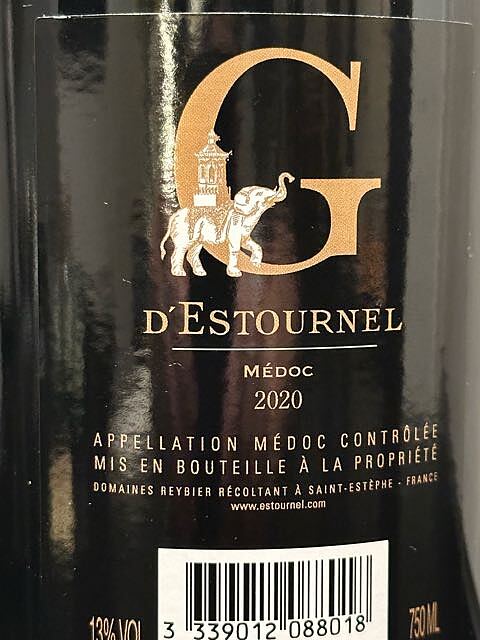 G
D'ESTOURNEL
MÉDOC
2020
APPELLATION MÉDOC CONTRÔLÉE
MIS EN BOUTEILLE À LA PROPRIÉTÉ
DOMAINES REYBIER RÉCOLTANT À SAINT-ESTÈPHE - FRANCE
www.estournel.com
13% VOL 3 339012 088018 750 ML